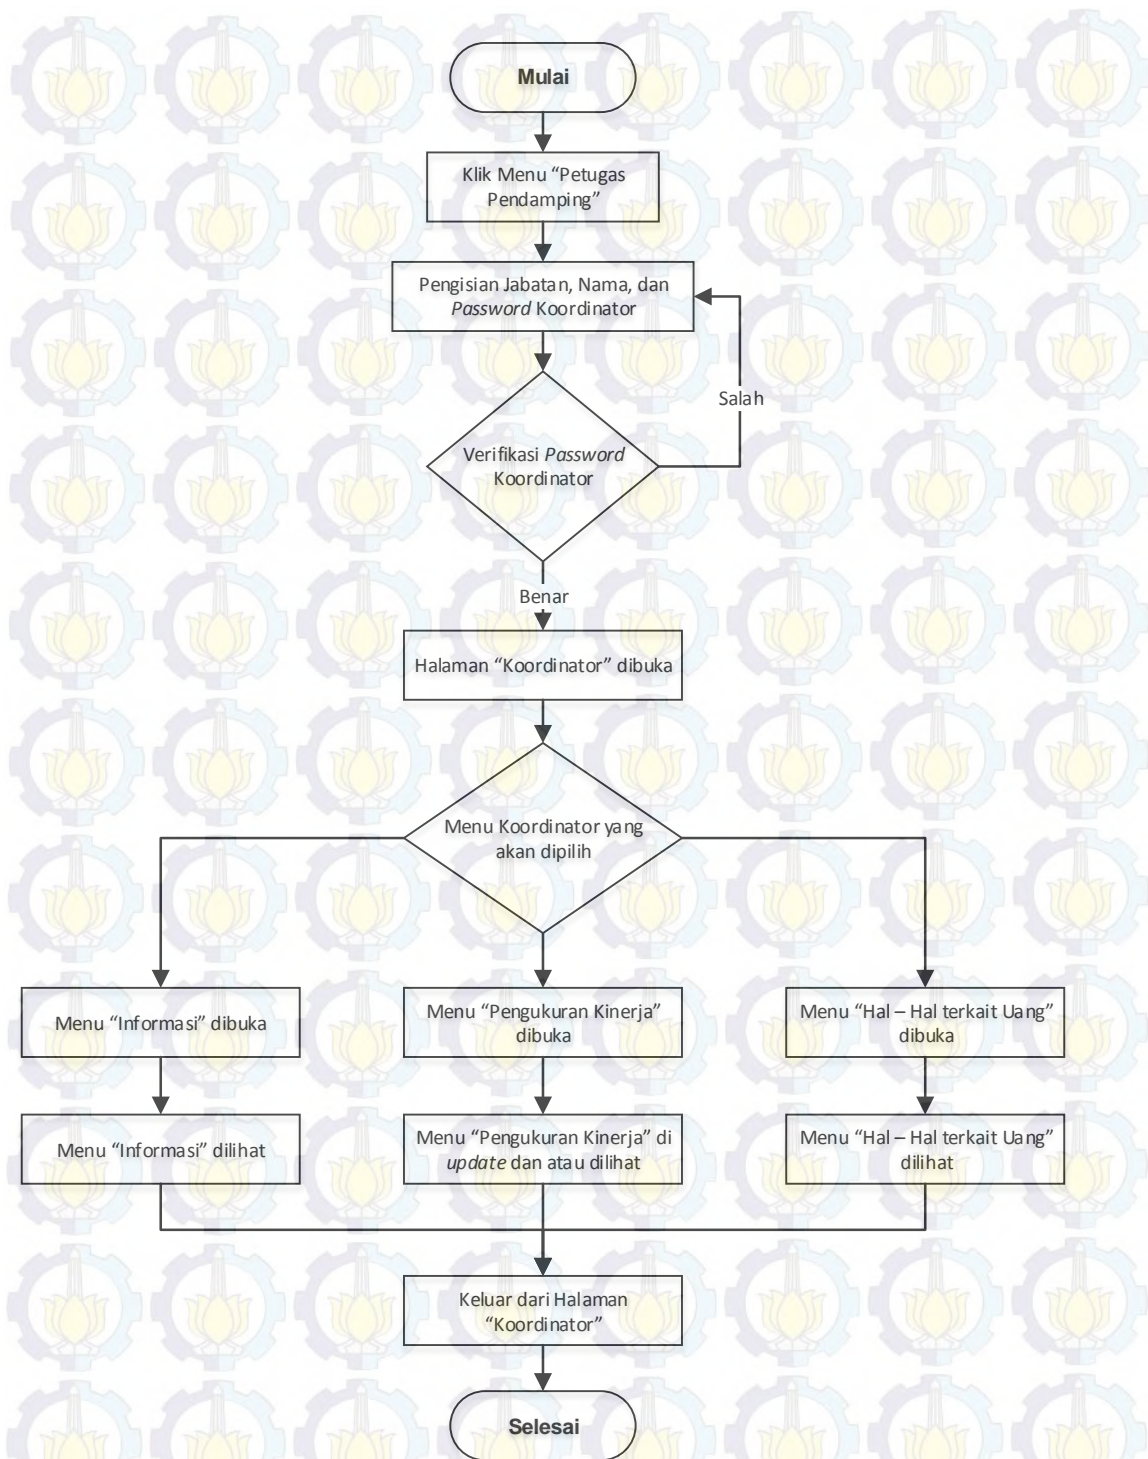 Mulai
Klik Menu “Petugas
Pendamping”
Pengisian Jabatan, Nama, dan
Password Koordinator
Salah
Verifikasi Password
Koordinator
Benar
Halaman “Koordinator” dibuka
Menu Koordinator yang
akan dipilih
Menu “Informasi” dibuka
Menu “Pengukuran Kinerja”
dibuka
Menu “Hal – Hal terkait Uang”
dibuka
Menu “Informasi” dilihat
Menu “Pengukuran Kinerja” di
update dan atau dilihat
Menu “Hal – Hal terkait Uang”
dilihat
Keluar dari Halaman
“Koordinator”
Selesai